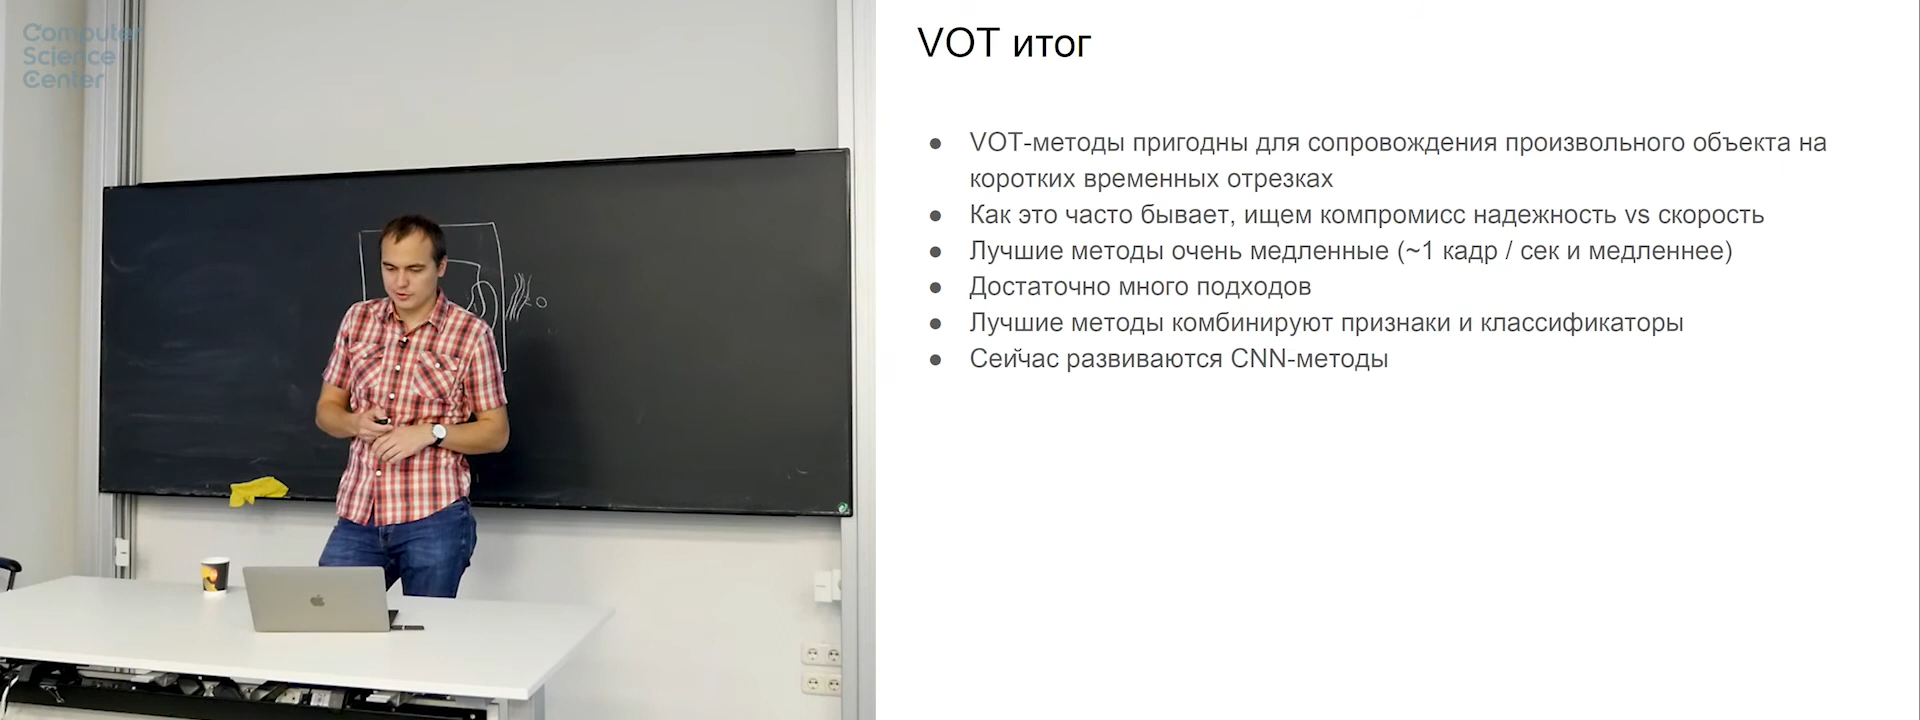 Computer
Science
Center
VOT итог
● VOT-методы пригодны для сопровождения произвольного объекта на
коротких временных отрезках
● Как это часто бывает, ищем компромисс надежность vs скорость
● Лучшие методы очень медленные (~1 кадр / сек и медленнее)
● Достаточно много подходов
● Лучшие методы комбинируют признаки и классификаторы
● Сейчас развиваются CNN-методы